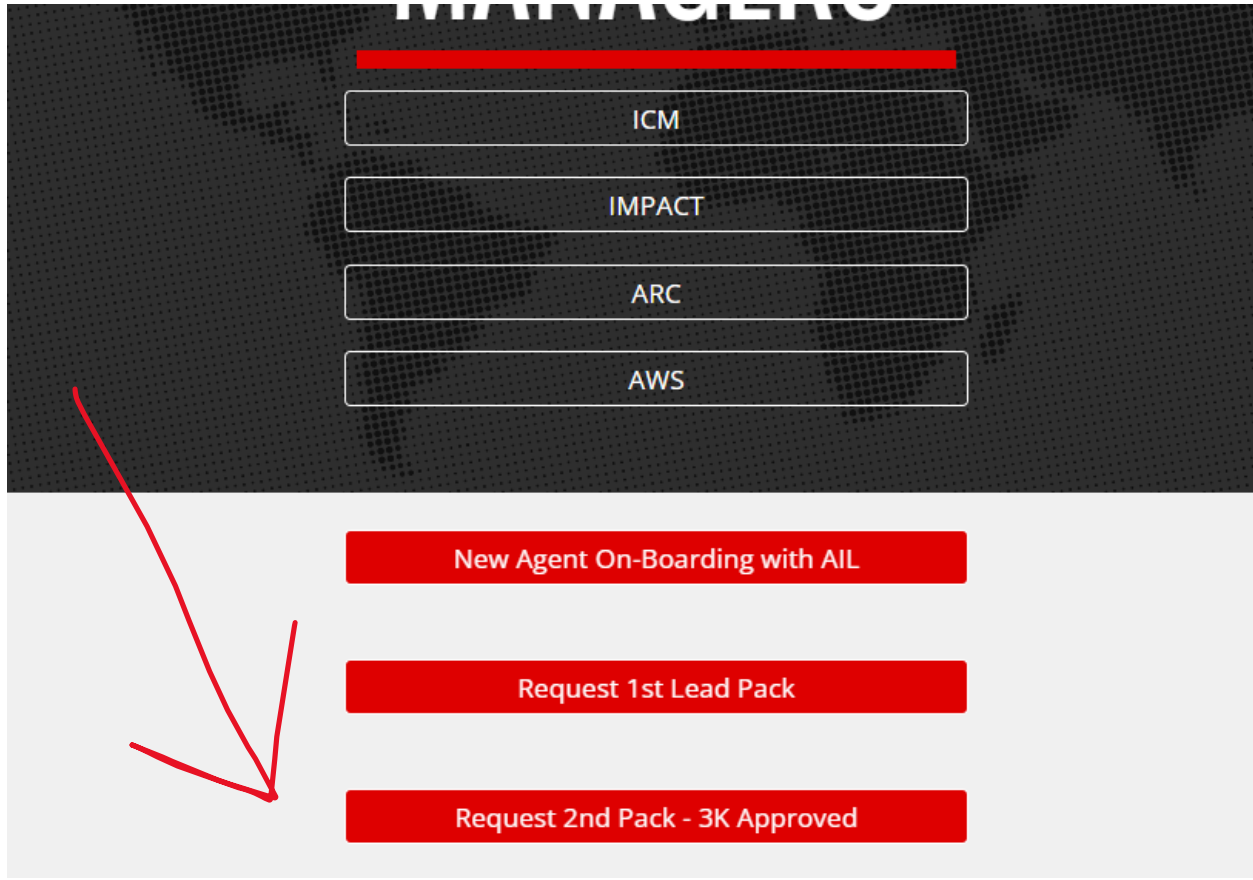 MANAGERS
ICM
IMPACT
ARC
AWS
New Agent On-Boarding with AIL
Request 1st Lead Pack
Request 2nd Pack - 3K Approved